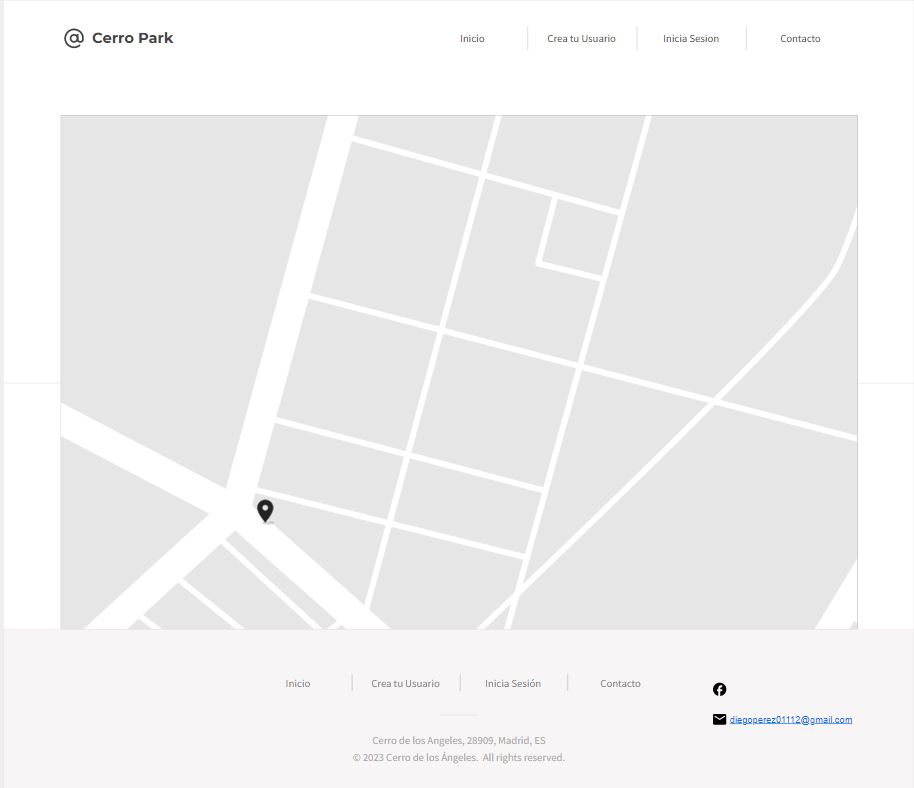 @ Cerro Park
Inicio
Crea tu Usuario
Inicia Sesion
Contacto
Inicio
Crea tu Usuario
Inicia Sesión
Contacto
diegoperez01112@gmail.com
Cerro de los Angeles, 28909, Madrid, ES
© 2023 Cerro de los Ángeles. All rights reserved.